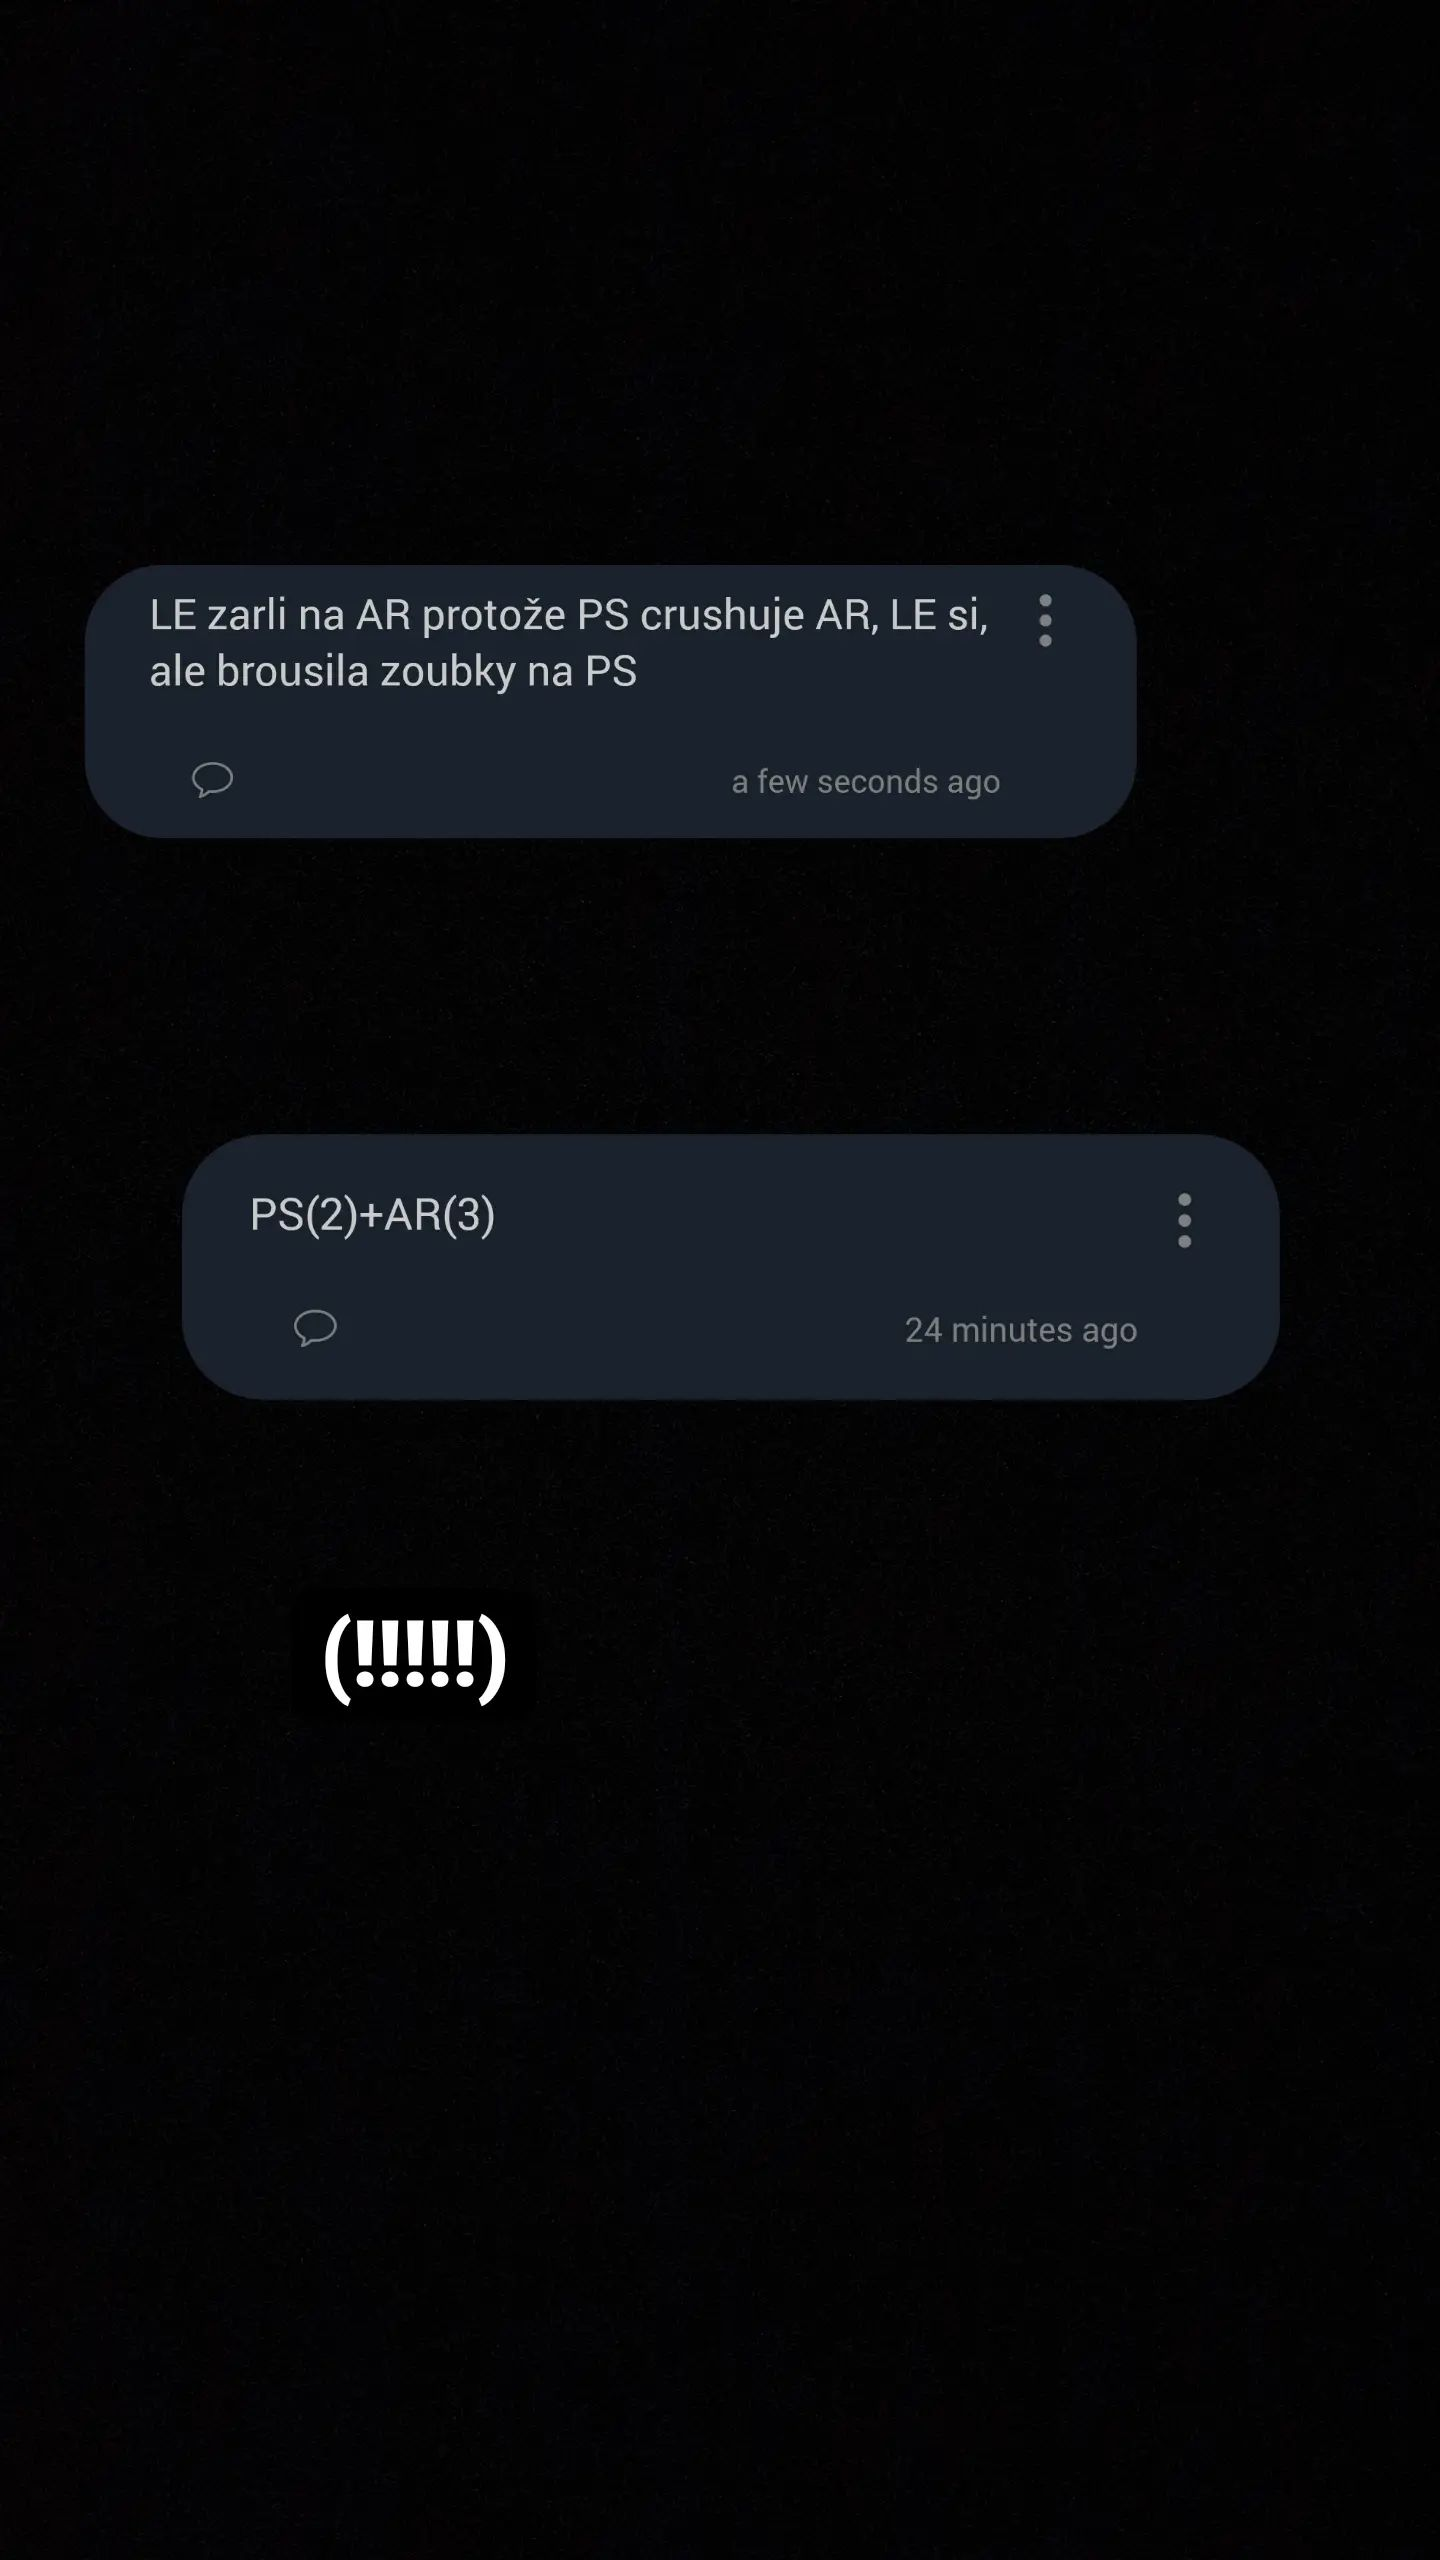 LE zarli na AR protože PS crushuje AR, LE si,
ale brousila zoubky na PS
a few seconds ago
PS(2)+AR(3)
24 minutes ago
(!!!!!)